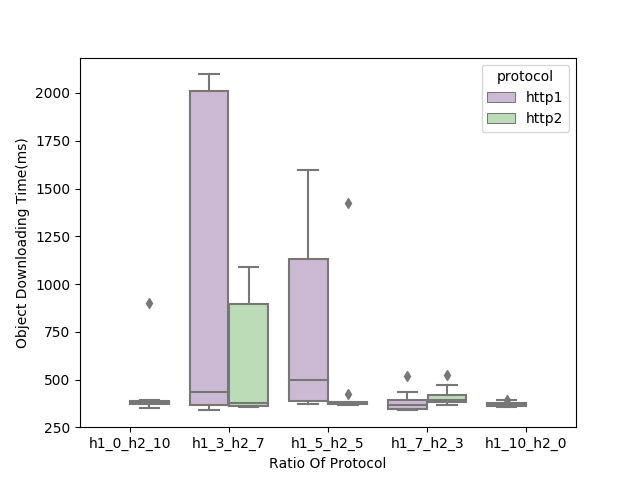 protocol
http1
http2
2000
1750
1500
1250
1000
750
500
250
Object Downloading Time(ms)
h1_0_h2_10
h1_3_h2_7
h1_5_h2_5
h1_7_h2_3
h1_10_h2_0
Ratio Of Protocol